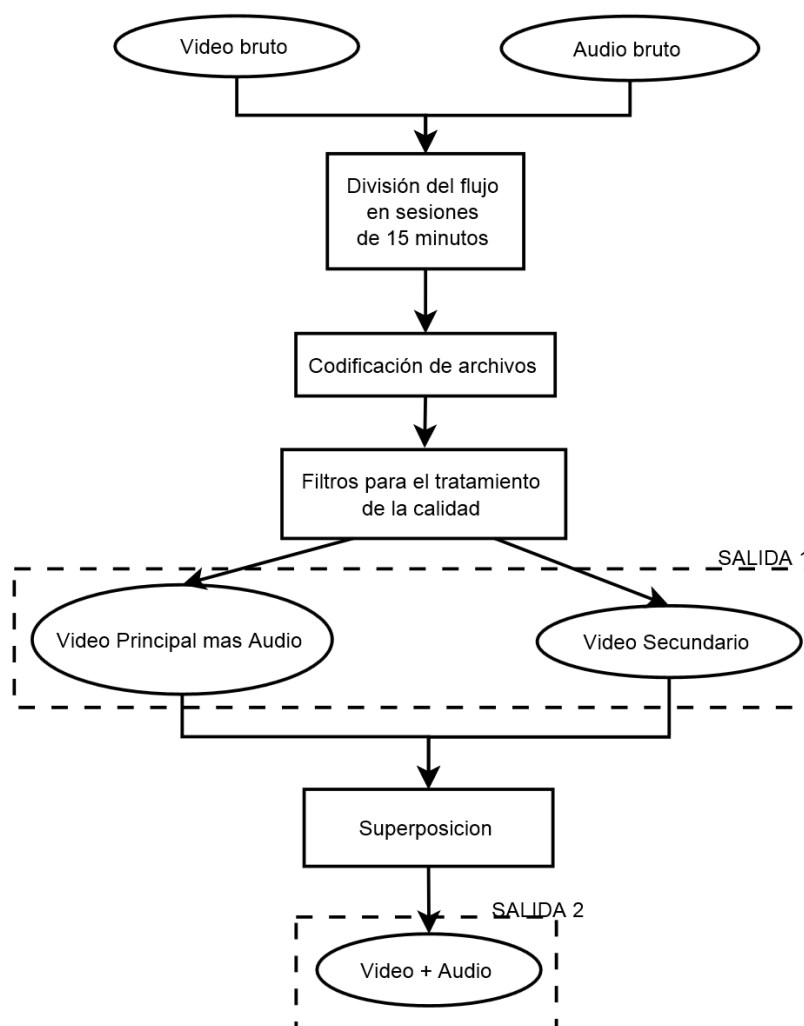 Video bruto
Audio bruto
División del flujo
en sesiones
de 15 minutos
Codificación de archivos
Filtros para el tratamiento
de la calidad
SALIDA 1
Video Principal mas Audio
Video Secundario
Superposicion
SALIDA 2
Video + Audio